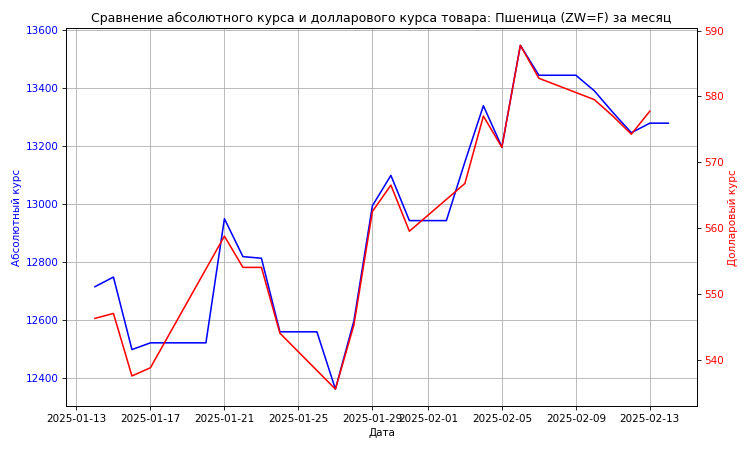 Сравнение абсолютного курса и долларового курса товара: Пшеница (ZW=F) за месяц
13600
13400
13200
13000
12800
12600
12400
Абсолютный курс
590
580
570
560
550
540
Долларовый курс
2025-01-13 2025-01-17 2025-01-21 2025-01-25 2025-01-29 2025-02-01 2025-02-05 2025-02-09 2025-02-13
Дата